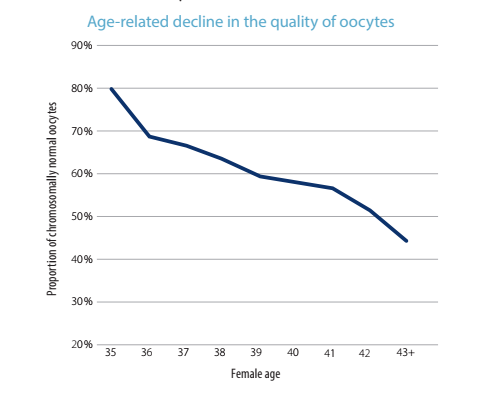 Age-related decline in the quality of oocytes
90%
80%
70%
60%
50%
40%
30%
20%
Proportion of chromosomally normal oocytes
35 36 37 38 39 40 41 42 43+
Female age